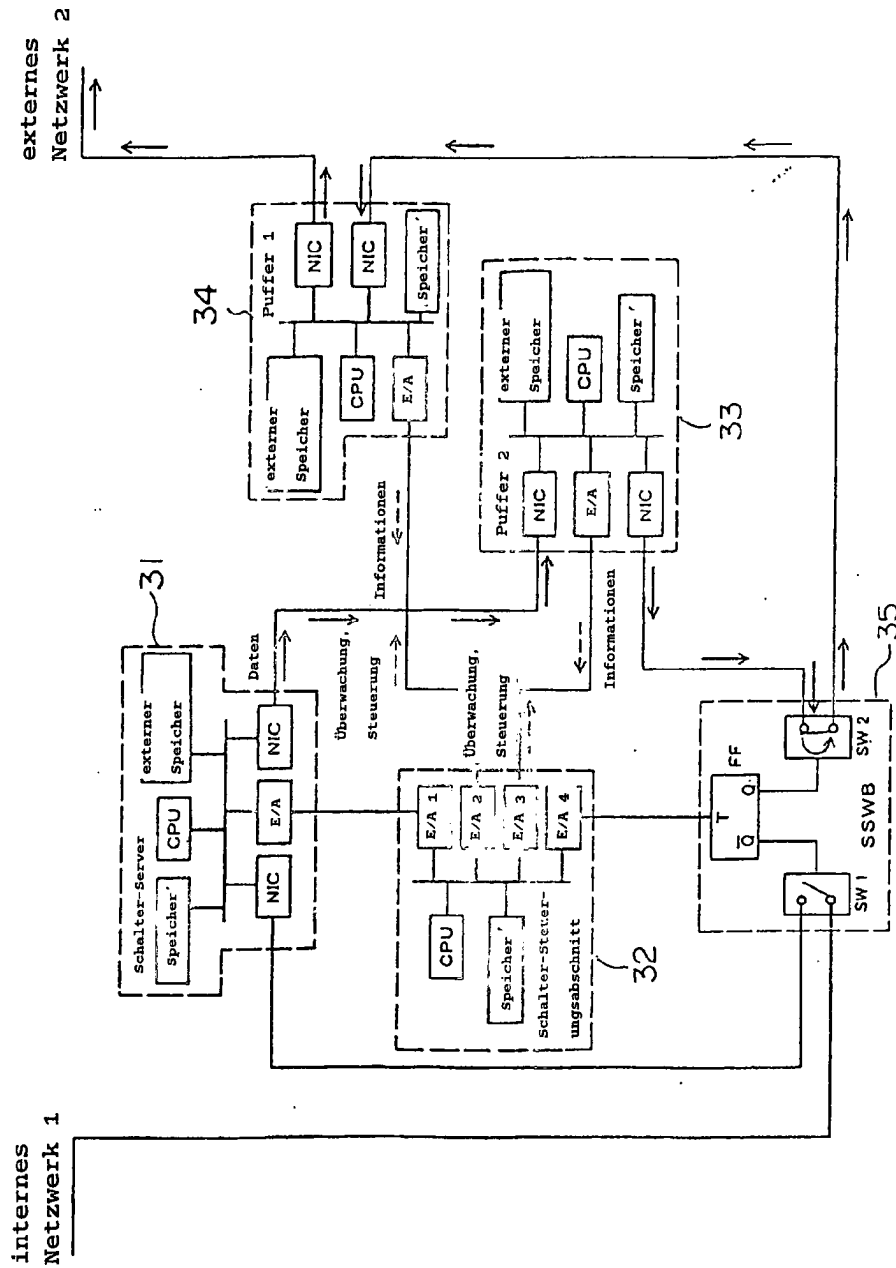 internes
Netzwerk 1
externes
Netzwerk 2
31
Schalter-Server
Speicher´
CPU
externer
Speicher
NIC
E/A
NIC
Daten
Überwachung,
Steuerung
Informationen
34
Puffer 1
externer
Speicher
CPU
E/A
NIC
NIC
Speicher´
32
CPU
Speicher´
E/A 1
E/A 2
E/A 3
E/A 4
Schalter-Steuer-
ungsabschnitt
Überwachung,
Steuerung
Informationen
33
Puffer 2
NIC
E/A
NIC
externer
Speicher
CPU
Speicher´
35
SW 1
Q̅
T
Q
FF
SW 2
SSWB